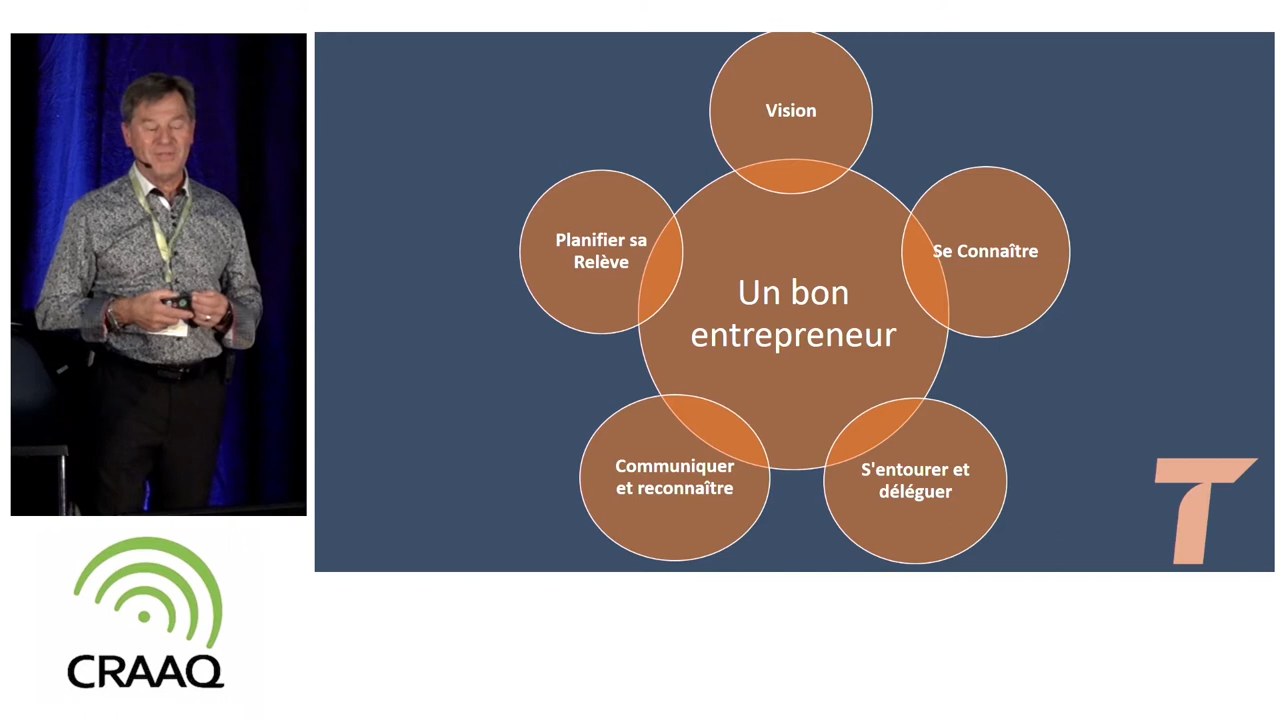 Vision
Planifier sa
Relève
Se Connaître
Un bon
entrepreneur
Communiquer
et reconnaître
S'entourer et
déléguer
T
CRAAQ